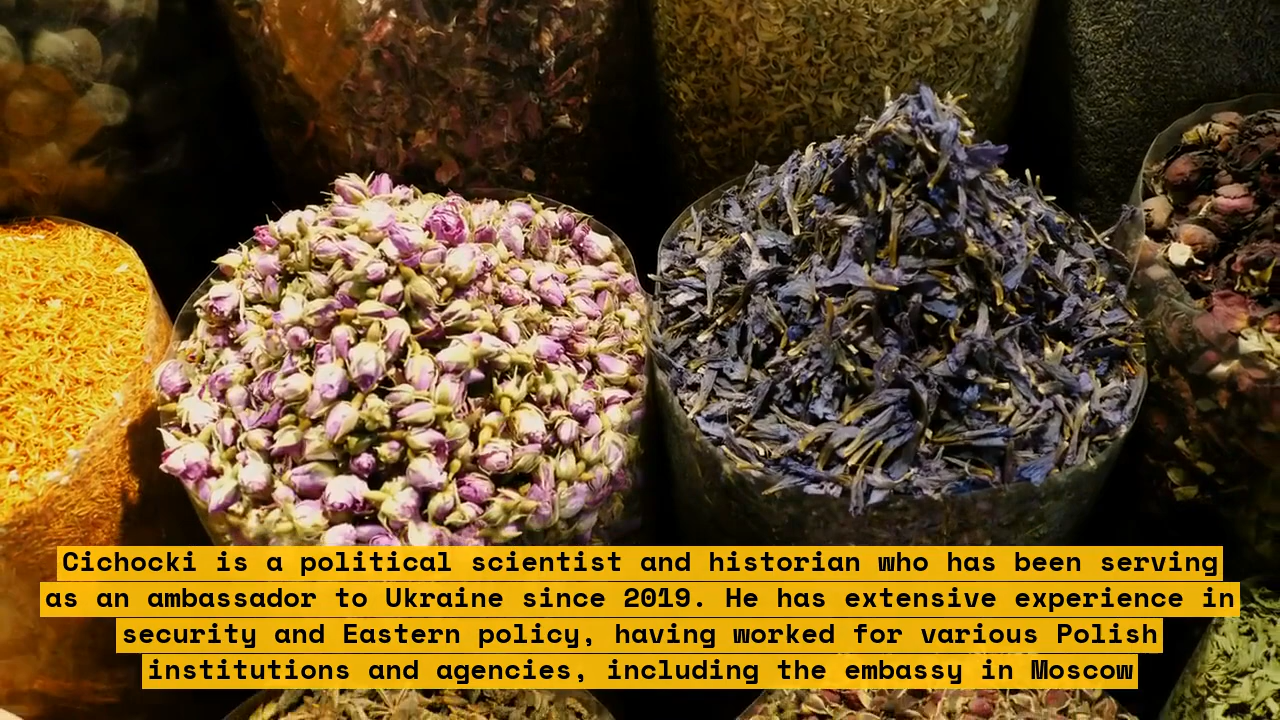 Cichocki is a political scientist and historian who has been serving
as an ambassador to Ukraine since 2019. He has extensive experience in
security and Eastern policy, having worked for various Polish
institutions and agencies, including the embassy in Moscow